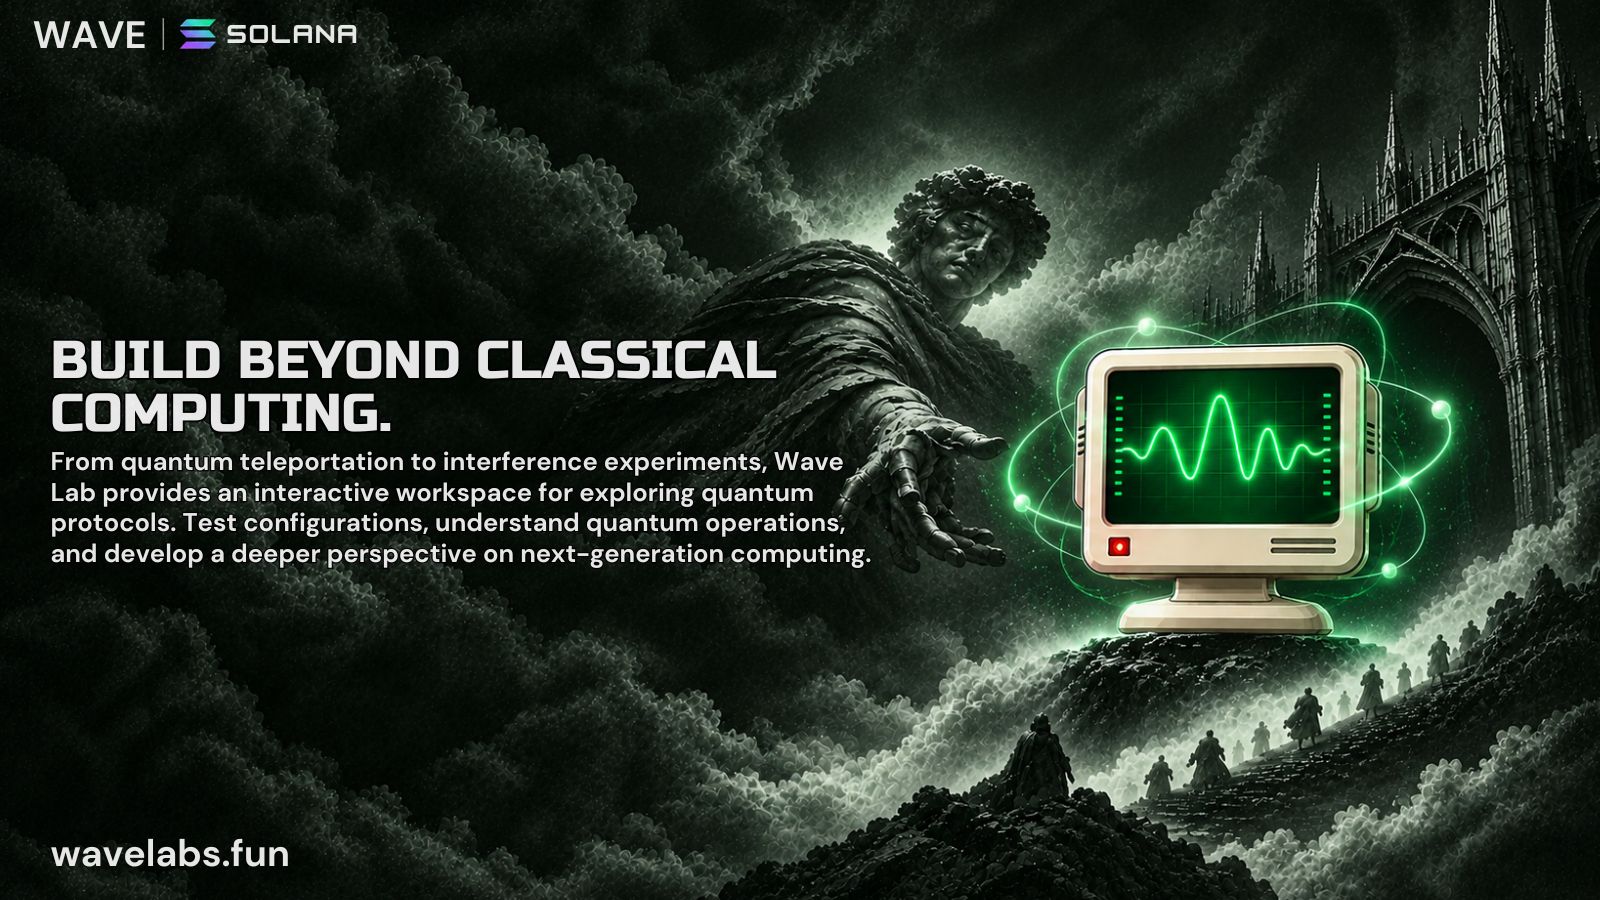 WAVE | SOLANA
BUILD BEYOND CLASSICAL
COMPUTING.
From quantum teleportation to interference experiments, Wave
Lab provides an interactive workspace for exploring quantum
protocols. Test configurations, understand quantum operations,
and develop a deeper perspective on next-generation computing.
wavelabs.fun